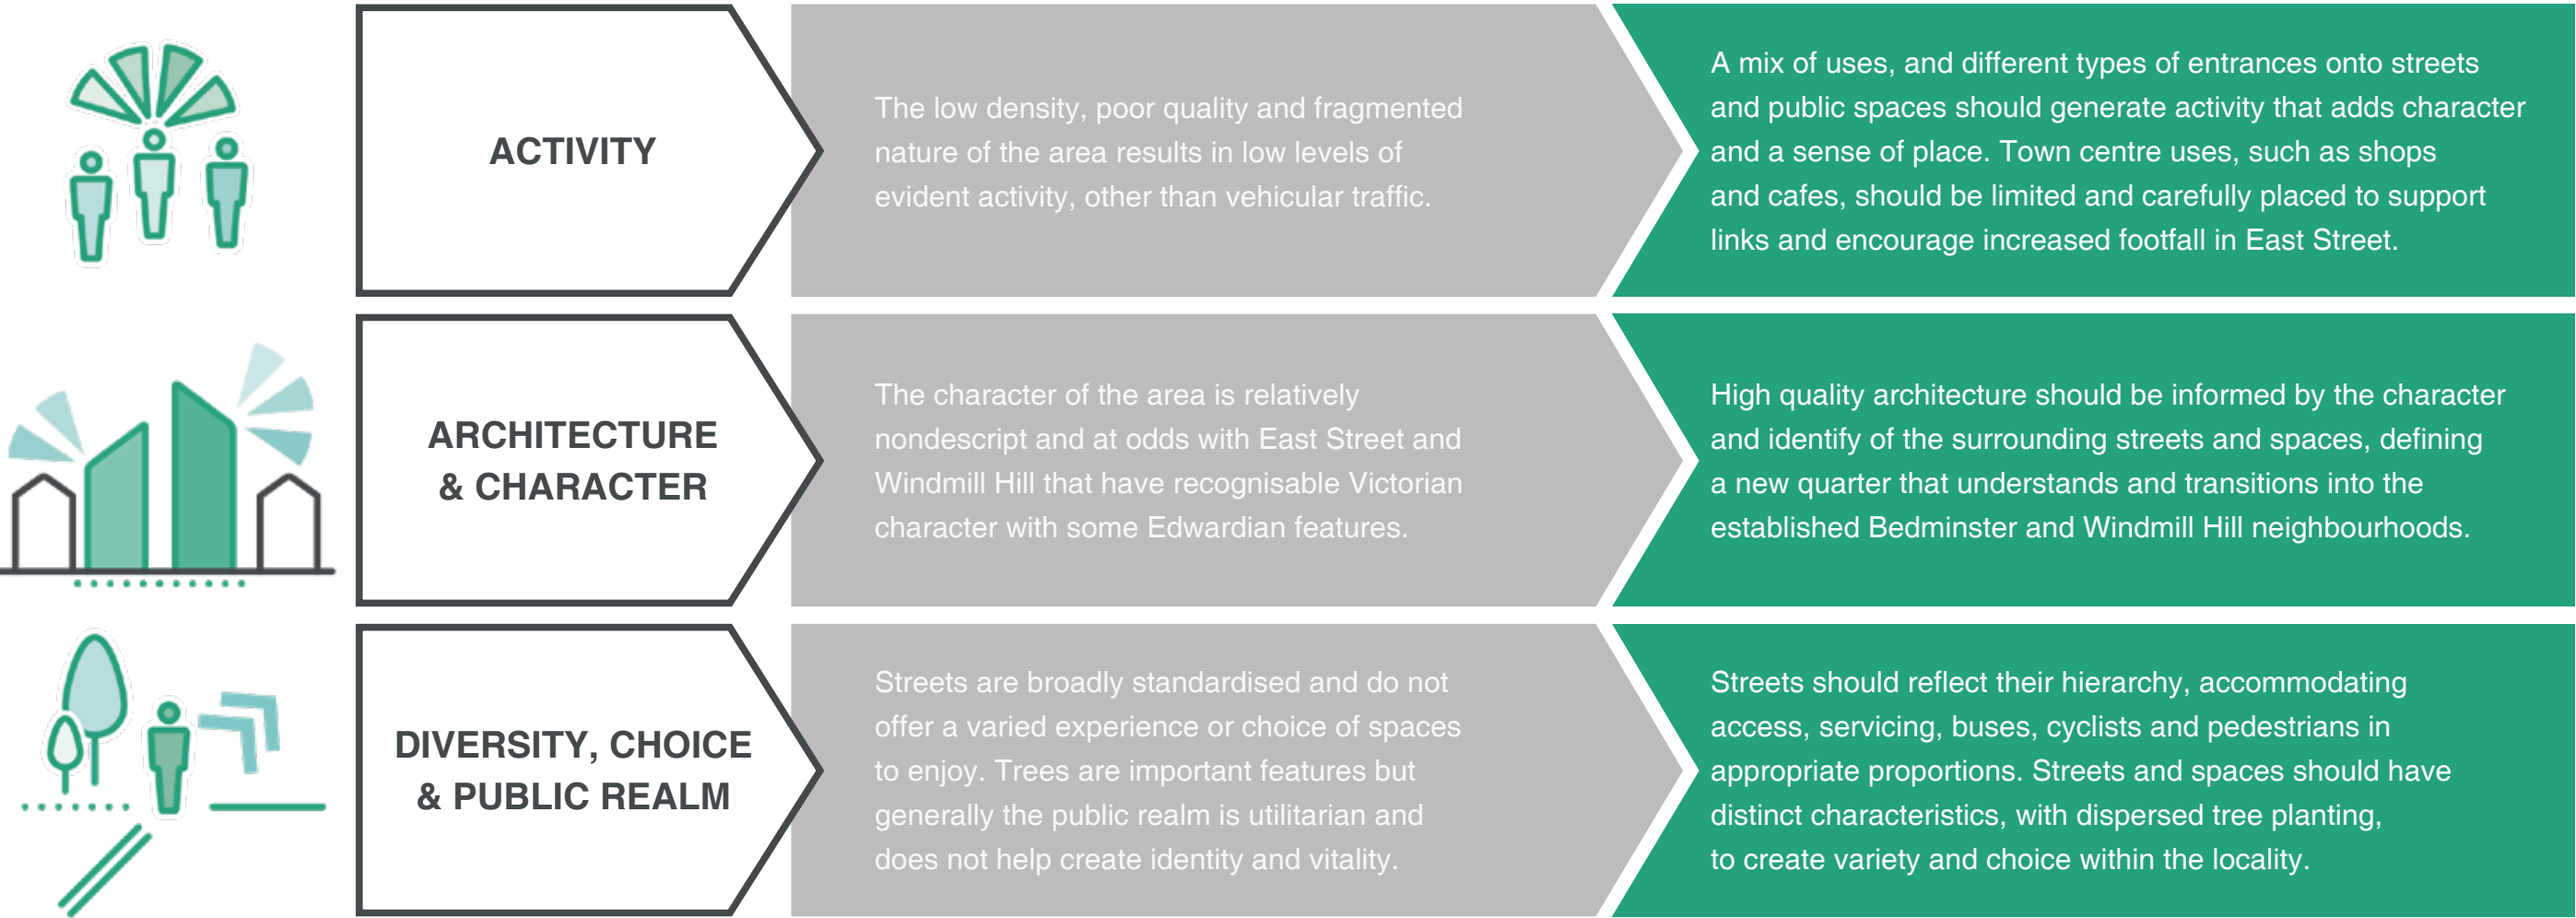 ACTIVITY
The low density, poor quality and fragmented
nature of the area results in low levels of
evident activity, other than vehicular traffic.
A mix of uses, and different types of entrances onto streets
and public spaces should generate activity that adds character
and a sense of place. Town centre uses, such as shops
and cafes, should be limited and carefully placed to support
links and encourage increased footfall in East Street.
ARCHITECTURE
& CHARACTER
The character of the area is relatively
nondescript and at odds with East Street and
Windmill Hill that have recognisable Victorian
character with some Edwardian features.
High quality architecture should be informed by the character
and identify of the surrounding streets and spaces, defining
a new quarter that understands and transitions into the
established Bedminster and Windmill Hill neighbourhoods.
DIVERSITY, CHOICE
& PUBLIC REALM
Streets are broadly standardised and do not
offer a varied experience or choice of spaces
to enjoy. Trees are important features but
generally the public realm is utilitarian and
does not help create identity and vitality.
Streets should reflect their hierarchy, accommodating
access, servicing, buses, cyclists and pedestrians in
appropriate proportions. Streets and spaces should have
distinct characteristics, with dispersed tree planting,
to create variety and choice within the locality.